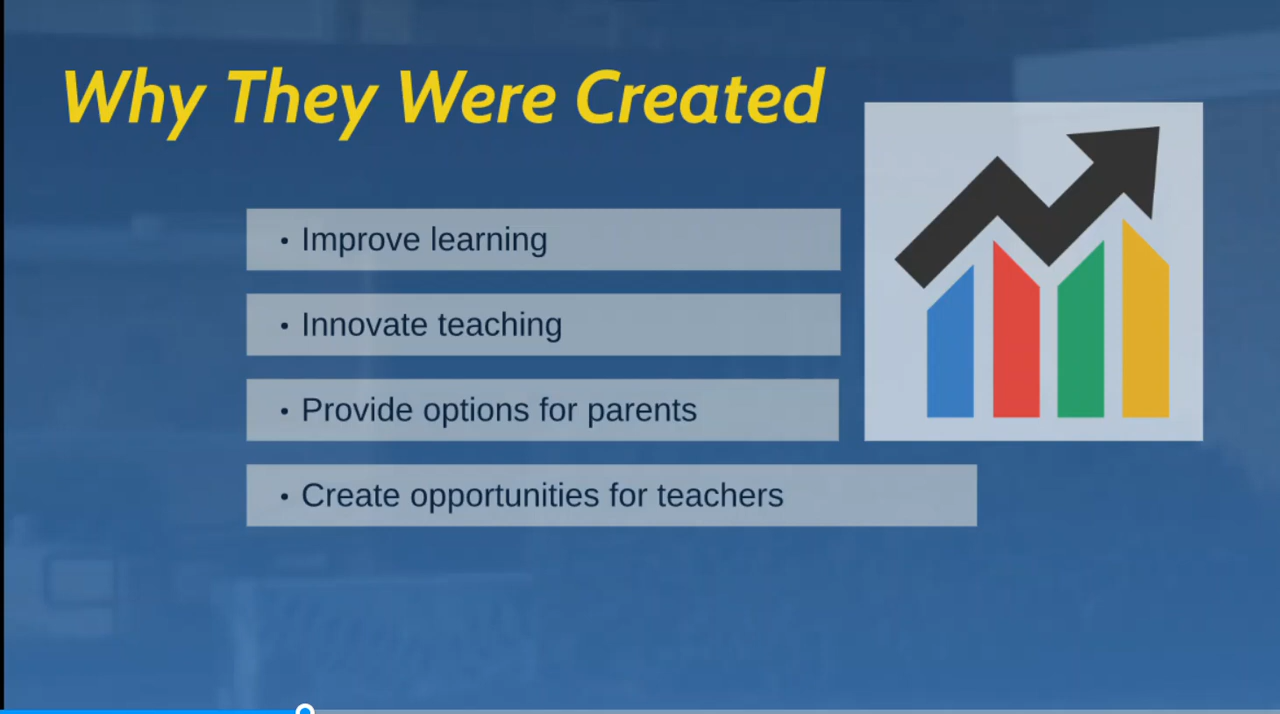 Why They Were Created
• Improve learning
• Innovate teaching
• Provide options for parents
• Create opportunities for teachers